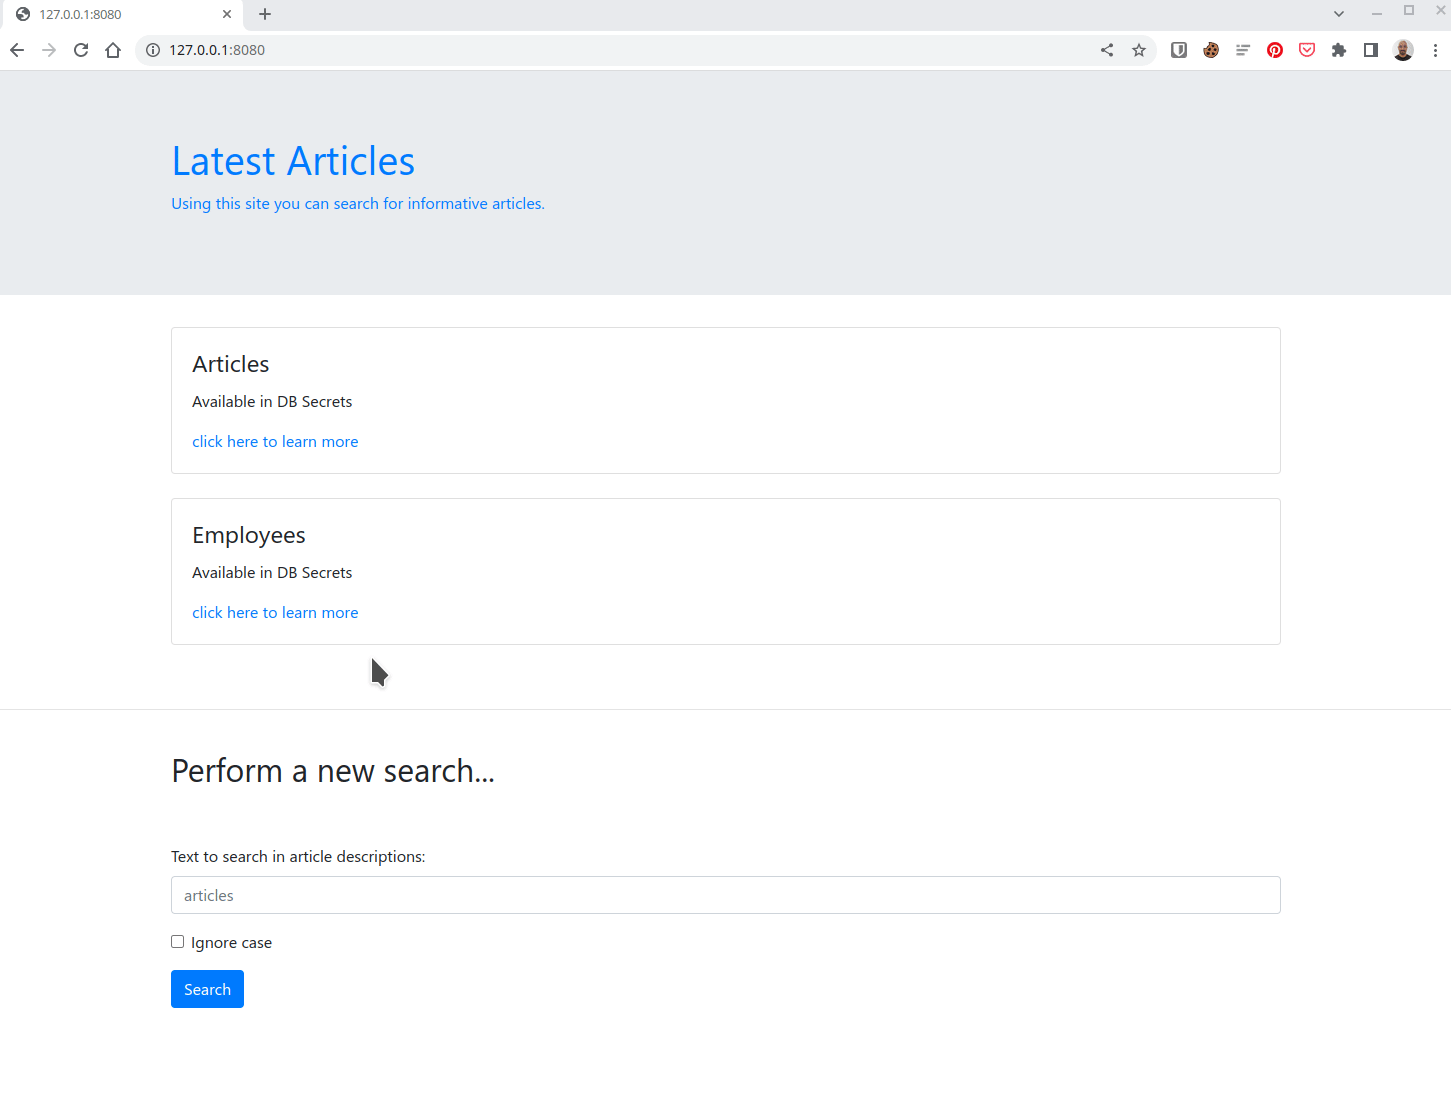 127.0.0.1:8080
127.0.0.1:8080
Latest Articles
Using this site you can search for informative articles.
Articles
Available in DB Secrets
click here to learn more
Employees
Available in DB Secrets
click here to learn more
Perform a new search...
Text to search in article descriptions:
articles
Ignore case
Search